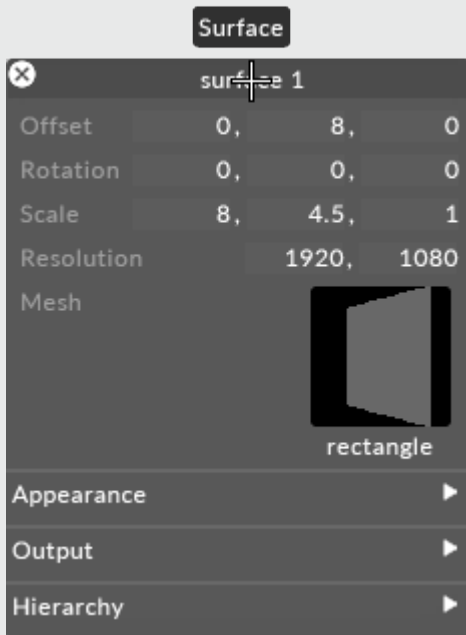 Surface
surface 1
Offset 0, 8, 0
Rotation 0, 0, 0
Scale 8, 4.5, 1
Resolution 1920, 1080
Mesh
rectangle
Appearance
Output
Hierarchy